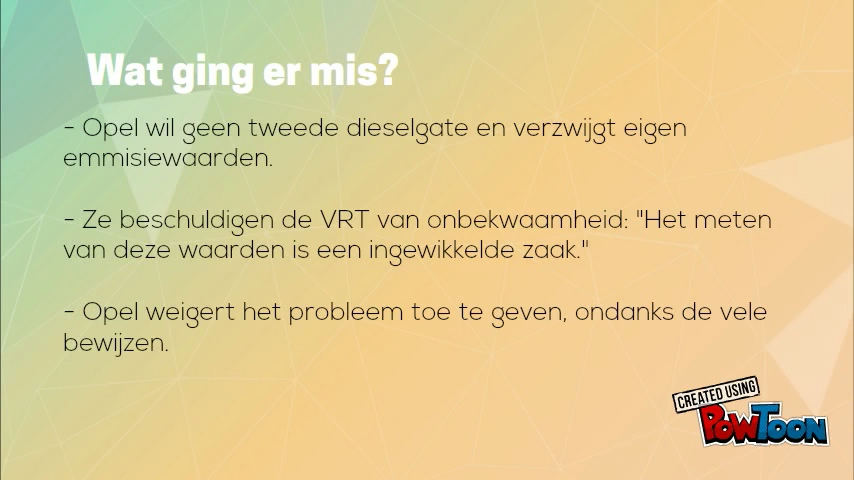 Wat ging er mis?
- Opel wil geen tweede dieselgate en verzwijgt eigen
emmisiewaarden.
- Ze beschuldigen de VRT van onbekwaamheid: "Het meten
van deze waarden is een ingewikkelde zaak."
- Opel weigert het probleem toe te geven, ondanks de vele
bewijzen.
CREATED USING
POWTOON